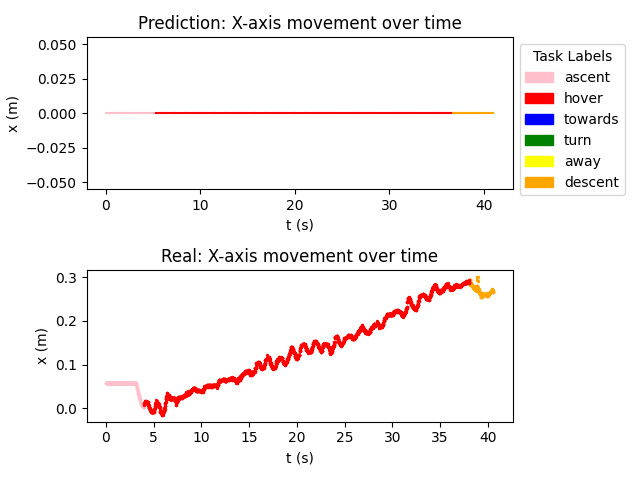 Prediction: X-axis movement over time
0.050
0.025
0.000
−0.025
−0.050
x (m)
0
10
20
30
40
t (s)
Task Labels
ascent
hover
towards
turn
away
descent
Real: X-axis movement over time
0.3
0.2
0.1
0.0
x (m)
0
5
10
15
20
25
30
35
40
t (s)